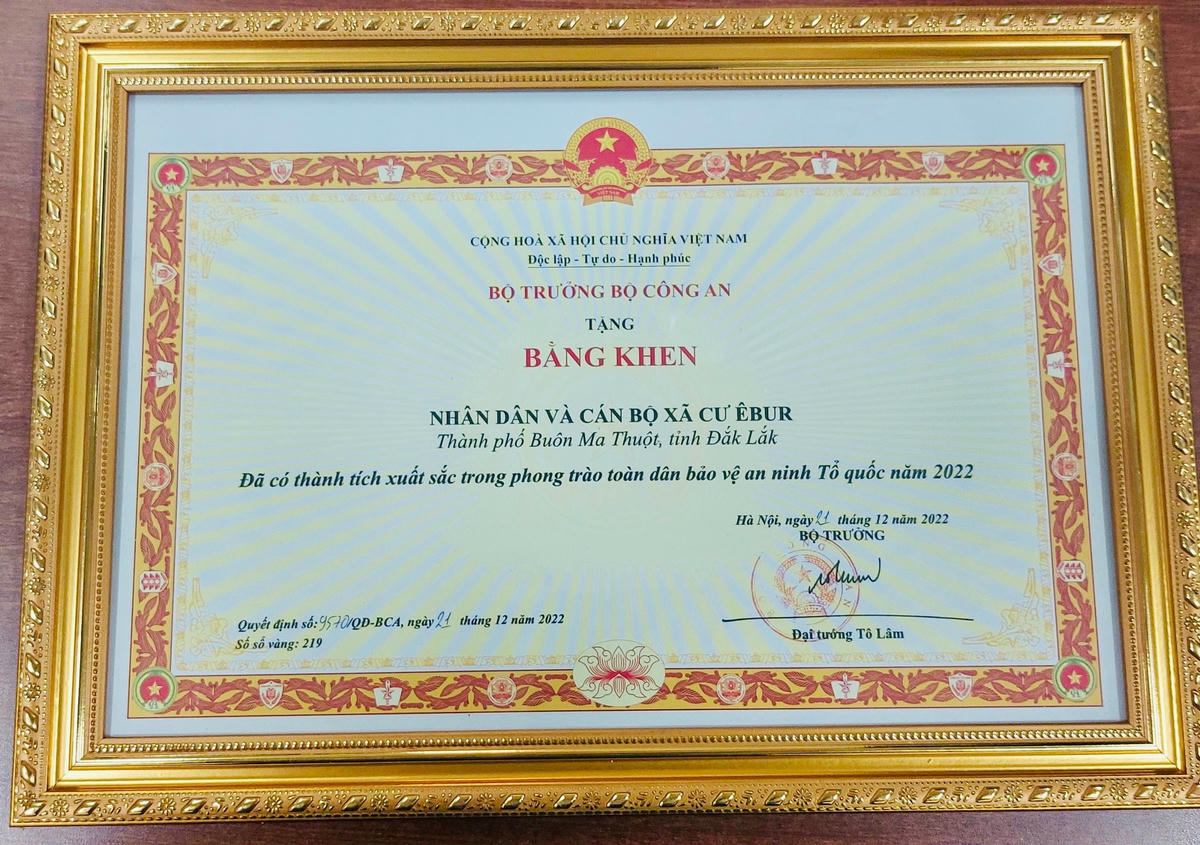 CỘNG HOÀ XÃ HỘI CHỦ NGHĨA VIỆT NAM
Độc lập - Tự do - Hạnh phúc
BỘ TRƯỞNG BỘ CÔNG AN
TẶNG
BẰNG KHEN
NHÂN DÂN VÀ CÁN BỘ XÃ CƯ ÊBUR
Thành phố Buôn Ma Thuột, tỉnh Đắk Lắk
Đã có thành tích xuất sắc trong phong trào toàn dân bảo vệ an ninh Tổ quốc năm 2022
Hà Nội, ngày 21 tháng 12 năm 2022
BỘ TRƯỞNG
Đại tướng Tô Lâm
Quyết định số: 9570/QĐ-BCA, ngày 21 tháng 12 năm 2022
Số sổ vàng: 219